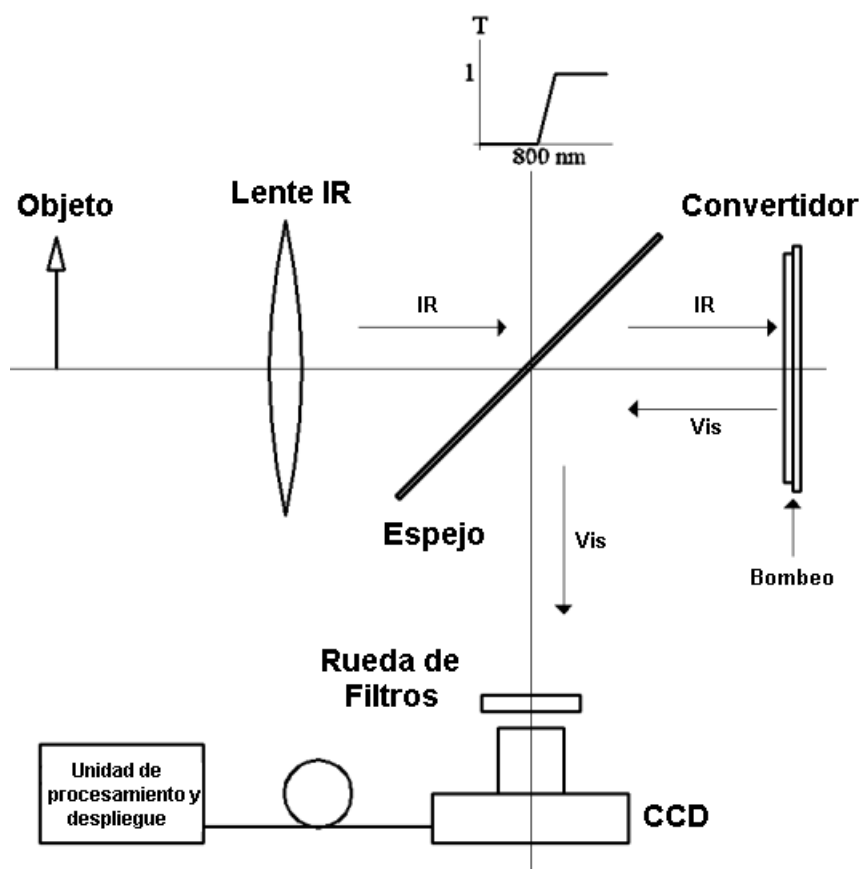 T
1
800 nm
Objeto
Lente IR
Convertidor
IR
IR
Vis
Espejo
Vis
Bombeo
Rueda de
Filtros
Unidad de
procesamiento y
despliegue
CCD